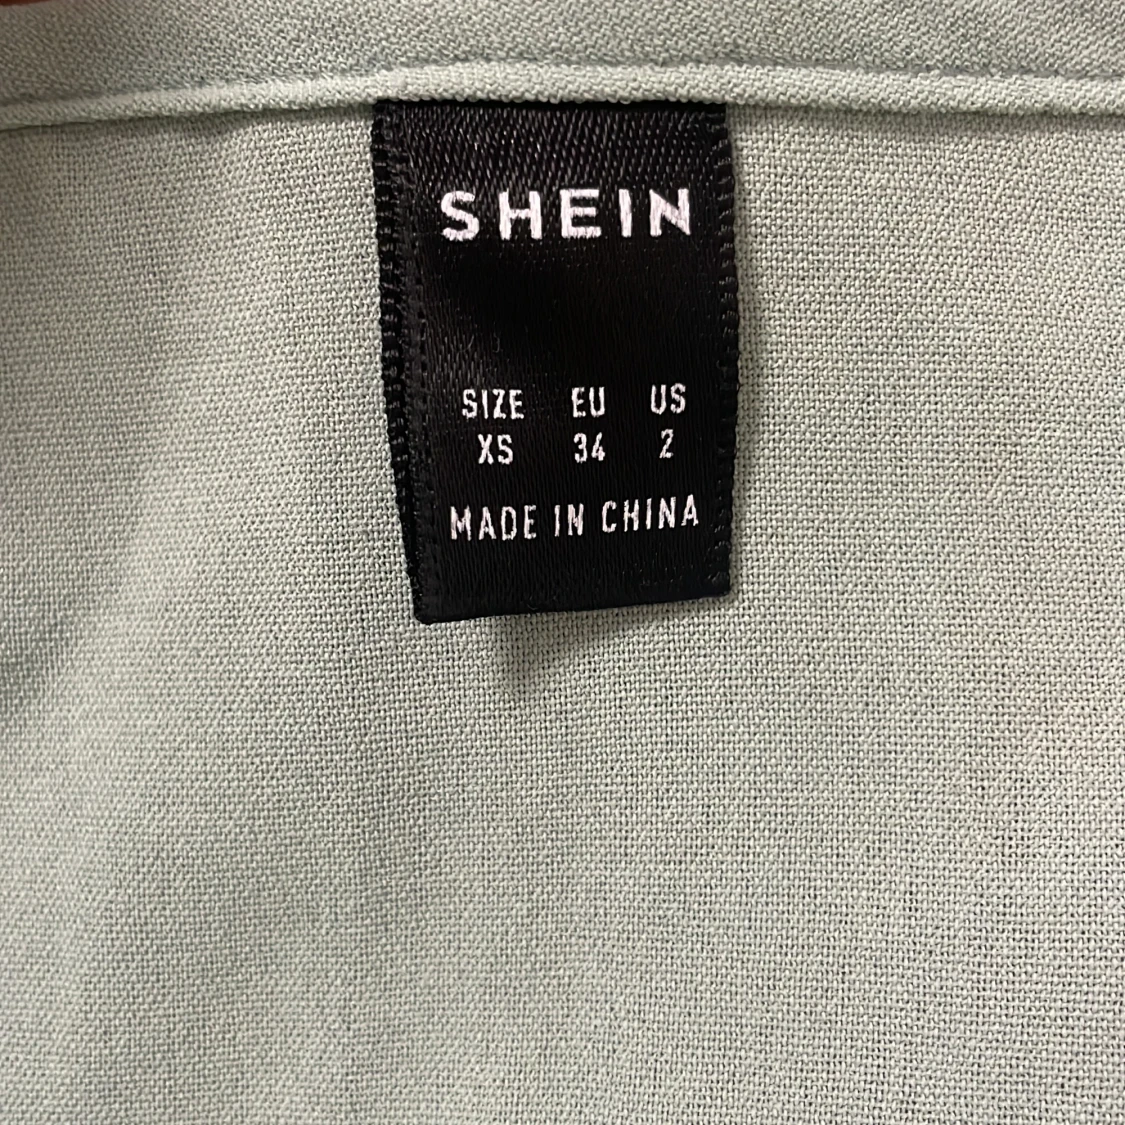 SHEIN
SIZE EU US
XS 34 2
MADE IN CHINA